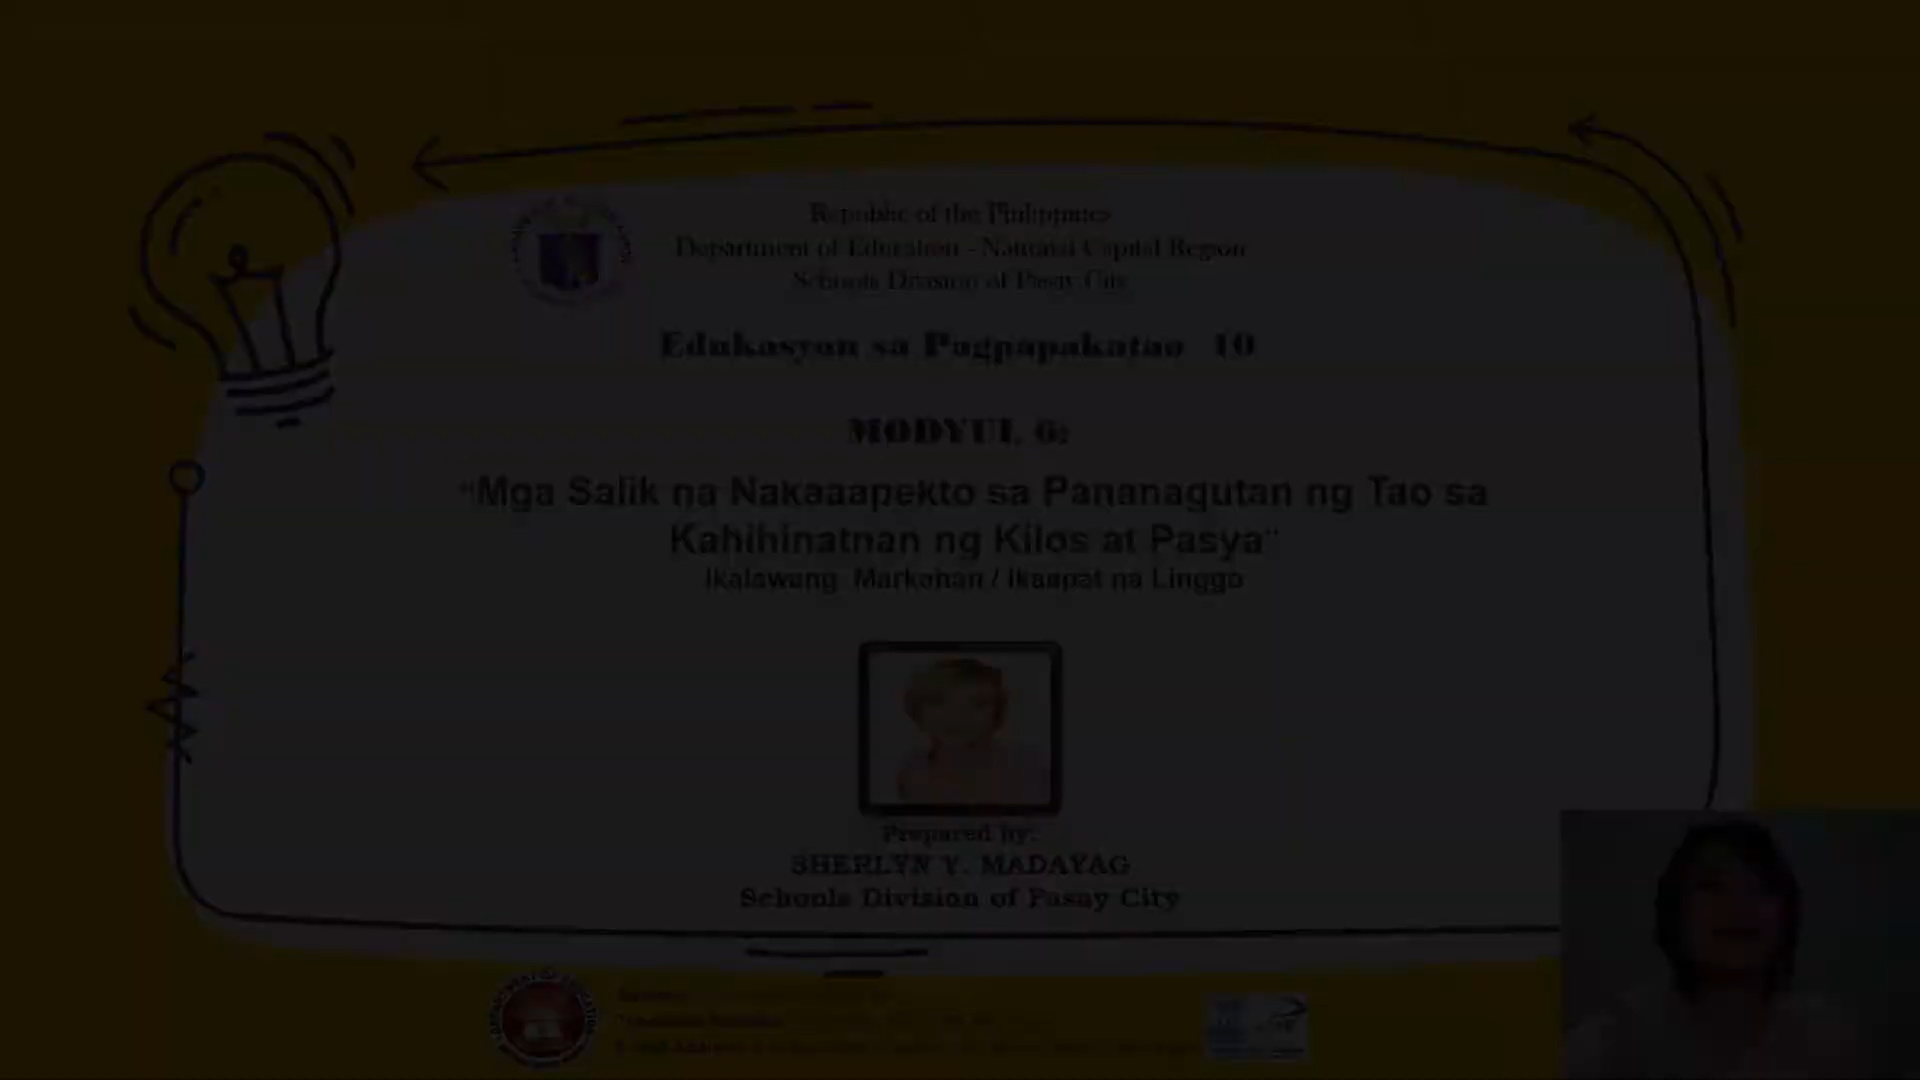 Republic of the Philippines
Department of Education - National Capital Region
Schools Division of Pasay City
Edukasyon sa Pagpapakatao 10
MODYUL 6:
“Mga Salik na Nakaaapekto sa Pananagutan ng Tao sa
Kahihinatnan ng Kilos at Pasya”
Ikalawang Markahan / Ikaapat na Linggo
Prepared by:
SHERLYN Y. MADAYAG
Schools Division of Pasay City